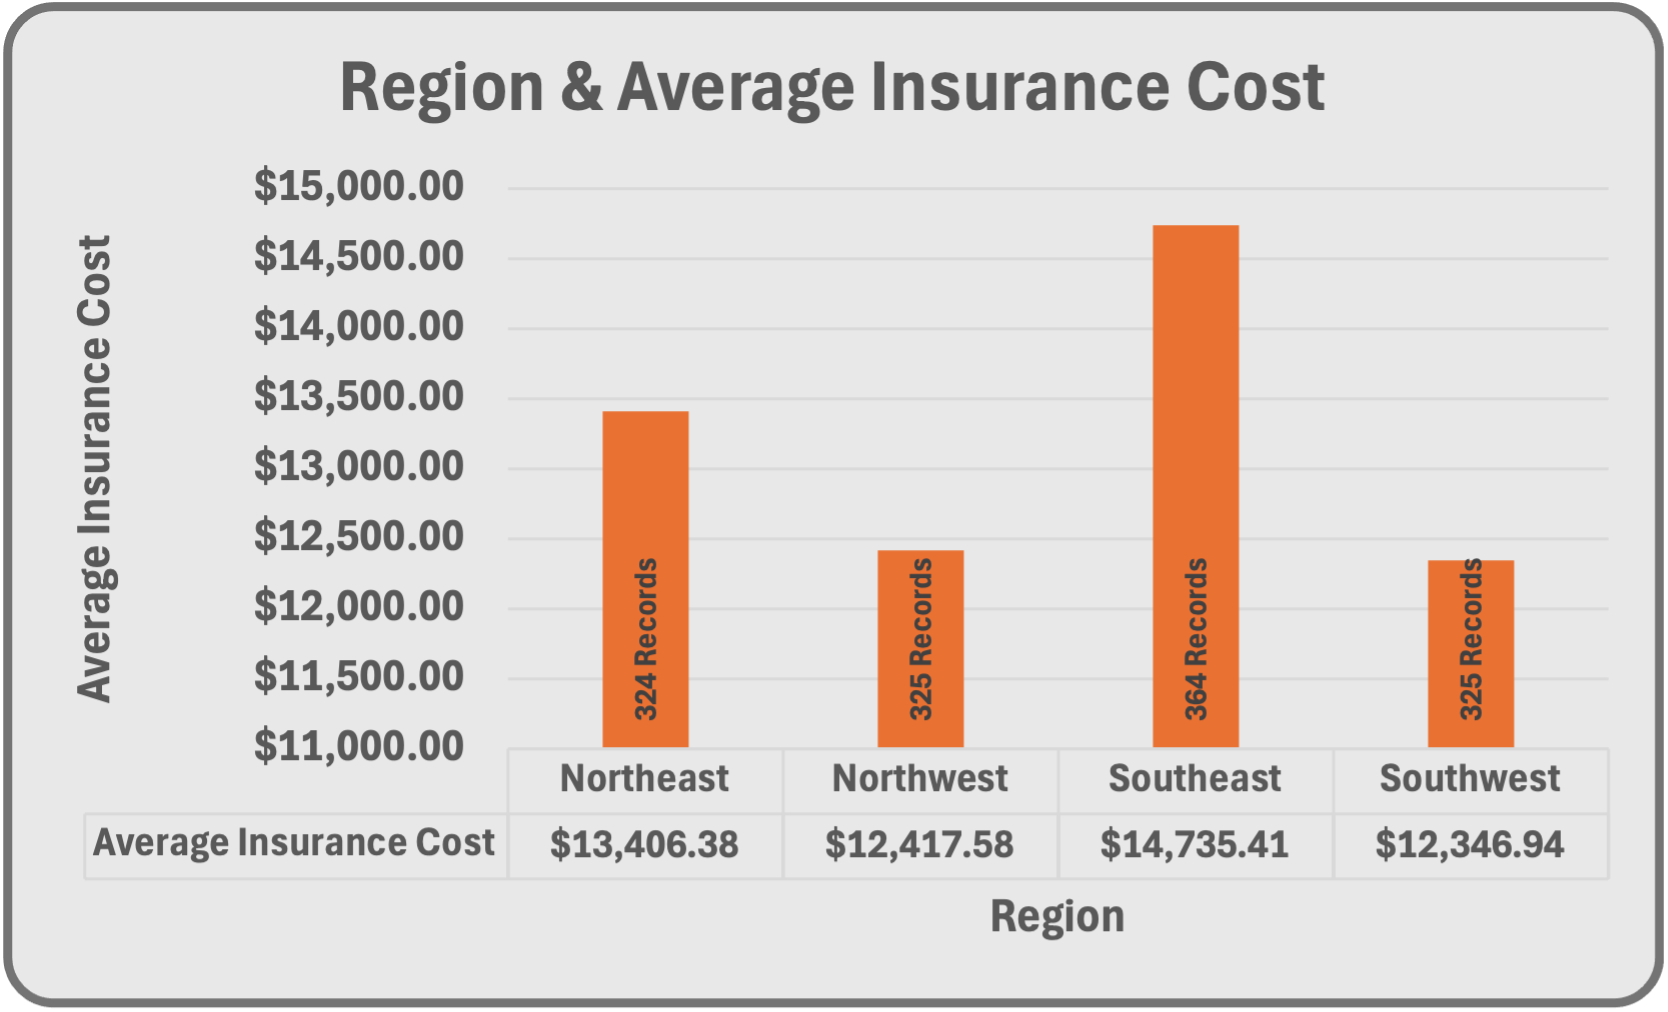 Region & Average Insurance Cost
Average Insurance Cost
$15,000.00
$14,500.00
$14,000.00
$13,500.00
$13,000.00
$12,500.00
$12,000.00
$11,500.00
$11,000.00
324 Records
325 Records
364 Records
325 Records
Northeast Northwest Southeast Southwest
Average Insurance Cost $13,406.38 $12,417.58 $14,735.41 $12,346.94
Region